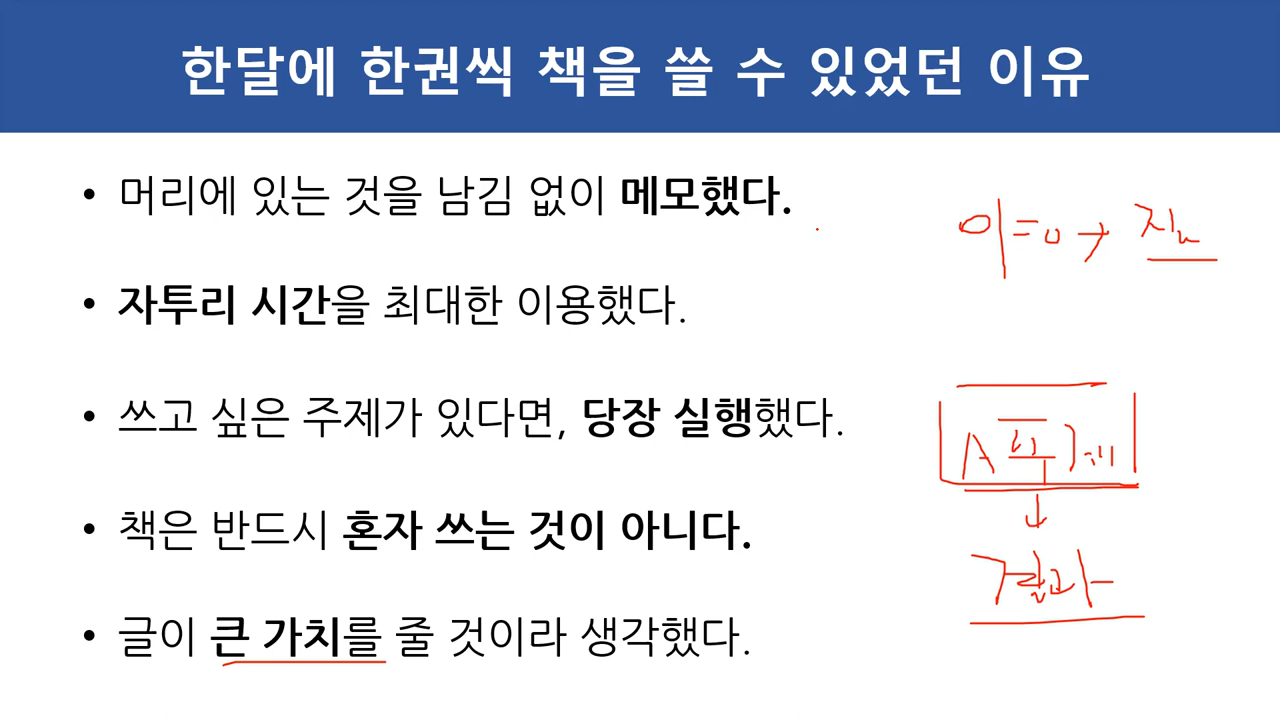 한달에 한권씩 책을 쓸 수 있었던 이유
• 머리에 있는 것을 남김 없이 메모했다.
• 자투리 시간을 최대한 이용했다.
• 쓰고 싶은 주제가 있다면, 당장 실행했다.
• 책은 반드시 혼자 쓰는 것이 아니다.
• 글이 큰 가치를 줄 것이라 생각했다.
결과